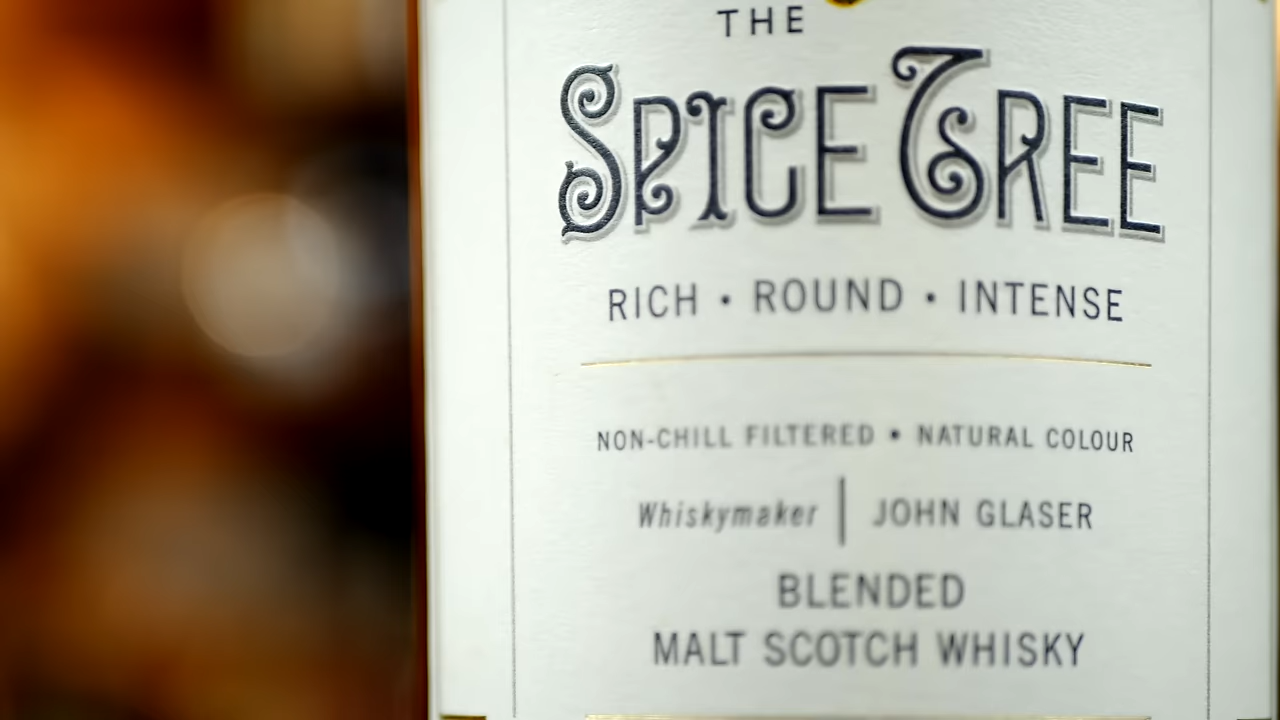 THE
SPICE TREE
RICH • ROUND • INTENSE
NON-CHILL FILTERED • NATURAL COLOUR
Whiskymaker | JOHN GLASER
BLENDED
MALT SCOTCH WHISKY